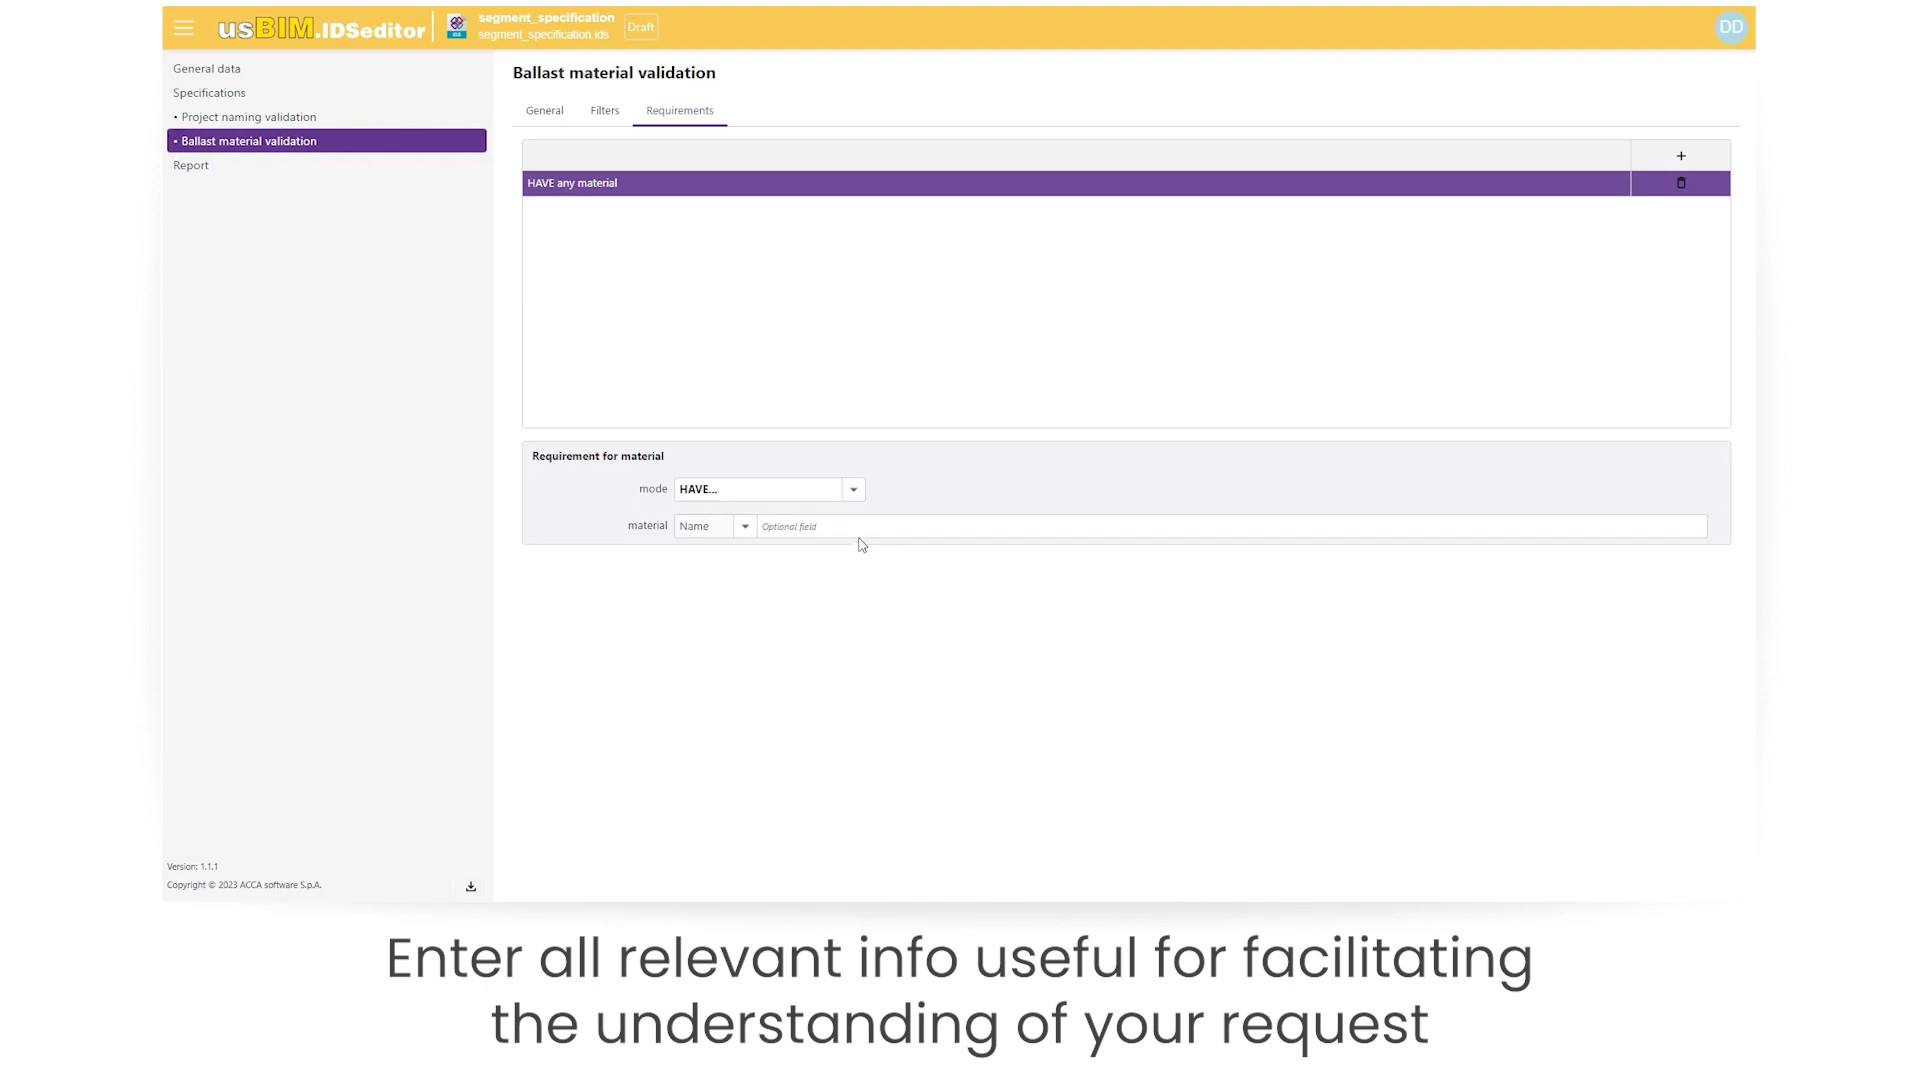 usBIM.IDSeditor
segment_specification
segment_specification.ids
Draft
DD
General data
Specifications
• Project naming validation
• Ballast material validation
Report
Version: 1.1.1
Copyright © 2023 ACCA software S.p.A.
Ballast material validation
General Filters Requirements
+
HAVE any material
Requirement for material
mode HAVE...
material Name Optional field
Enter all relevant info useful for facilitating
the understanding of your request